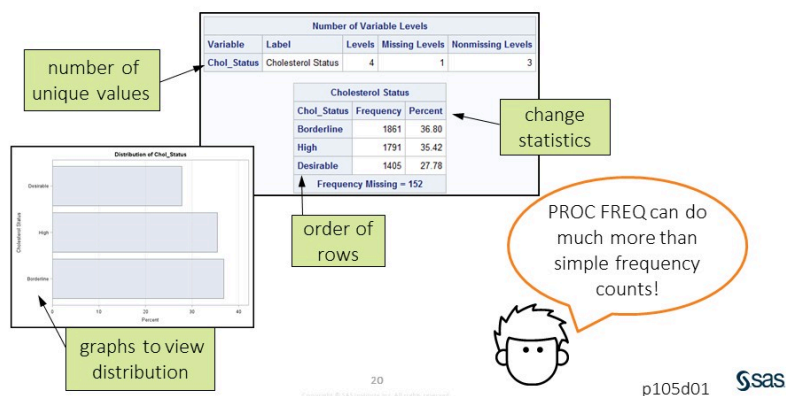 Number of Variable Levels
Variable Label Levels Missing Levels Nonmissing Levels
Chol_Status Cholesterol Status 4 1 3
number of
unique values
Cholesterol Status
Chol_Status Frequency Percent
Borderline 1861 36.80
High 1791 35.42
Desirable 1405 27.78
Frequency Missing = 152
change
statistics
order of
rows
Distribution of Chol_Status
Cholesterol Status
Desirable
High
Borderline
0 10 20 30 40
Percent
graphs to view
distribution
PROC FREQ can do
much more than
simple frequency
counts!
20
p105d01
sas